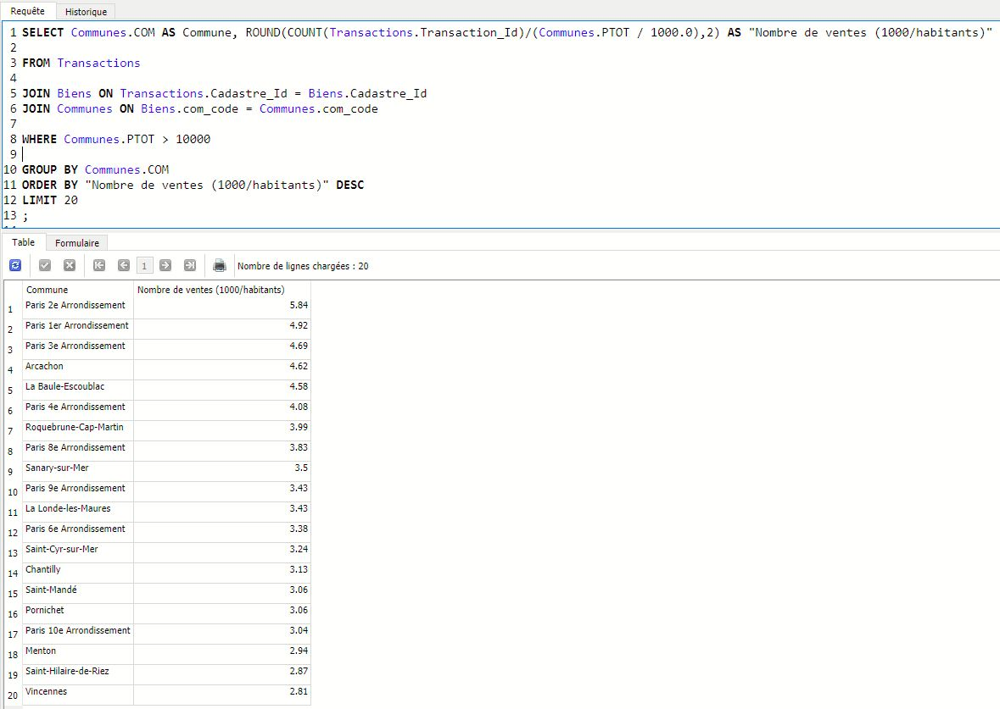 Requête Historique
1 SELECT Communes.COM AS Commune, ROUND(COUNT(Transactions.Transaction_Id)/(Communes.PTOT / 1000.0),2) AS "Nombre de ventes (1000/habitants)"
2
3 FROM Transactions
4
5 JOIN Biens ON Transactions.Cadastre_Id = Biens.Cadastre_Id
6 JOIN Communes ON Biens.com_code = Communes.com_code
7
8 WHERE Communes.PTOT > 10000
9
10 GROUP BY Communes.COM
11 ORDER BY "Nombre de ventes (1000/habitants)" DESC
12 LIMIT 20
13 ;
Table Formulaire
1 Nombre de lignes chargées : 20
Commune Nombre de ventes (1000/habitants)
1 Paris 2e Arrondissement 5.84
2 Paris 1er Arrondissement 4.92
3 Paris 3e Arrondissement 4.69
4 Arcachon 4.62
5 La Baule-Escoublac 4.58
6 Paris 4e Arrondissement 4.08
7 Roquebrune-Cap-Martin 3.99
8 Paris 8e Arrondissement 3.83
9 Sanary-sur-Mer 3.5
10 Paris 9e Arrondissement 3.43
11 La Londe-les-Maures 3.43
12 Paris 6e Arrondissement 3.38
13 Saint-Cyr-sur-Mer 3.24
14 Chantilly 3.13
15 Saint-Mandé 3.06
16 Pornichet 3.06
17 Paris 10e Arrondissement 3.04
18 Menton 2.94
19 Saint-Hilaire-de-Riez 2.87
20 Vincennes 2.81